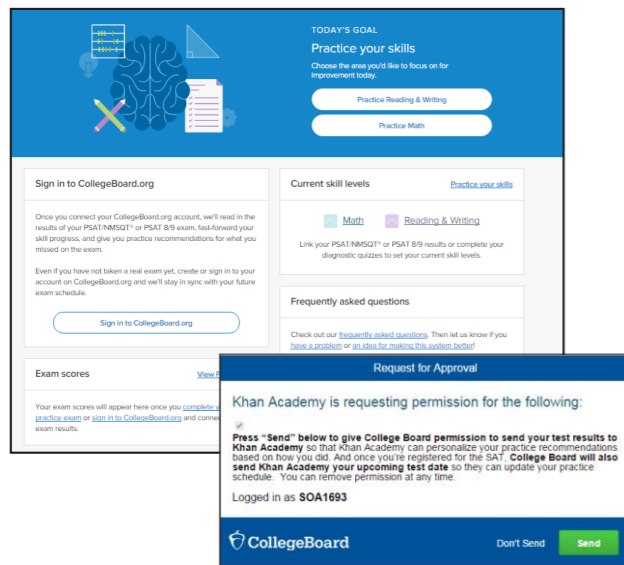 TODAY'S GOAL
Practice your skills
Choose the area you'd like to focus on for
improvement today.
Practice Reading & Writing
Practice Math
Sign in to CollegeBoard.org
Once you connect your CollegeBoard.org account, we'll read in the
results of your PSAT/NMSQT® or PSAT 8/9 exam, fast-forward your
skill progress, and give you practice recommendations for what you
missed on the exam.
Even if you have not taken a real exam yet, create or sign in to your
account on CollegeBoard.org and we'll stay in sync with your future
exam schedule.
Sign in to CollegeBoard.org
Current skill levels
Practice your skills
Math
Reading & Writing
Link your PSAT/NMSQT® or PSAT 8/9 results or complete your
diagnostic quizzes to set your current skill levels.
Frequently asked questions
Check out our frequently asked questions. Then let us know if you
have a problem or an idea for making this system better!
Exam scores
View
Your exam scores will appear here once you complete
practice exam or sign in to CollegeBoard.org and
exam results.
Request for Approval
Khan Academy is requesting permission for the following:
Press “Send” below to give College Board permission to send your test results to
Khan Academy so that Khan Academy can personalize your practice recommendations
based on how you did. And once you're registered for the SAT, College Board will also
send Khan Academy your upcoming test date so they can update your practice
schedule. You can remove permission at any time.
Logged in as SOA1693
CollegeBoard
Don't Send
Send